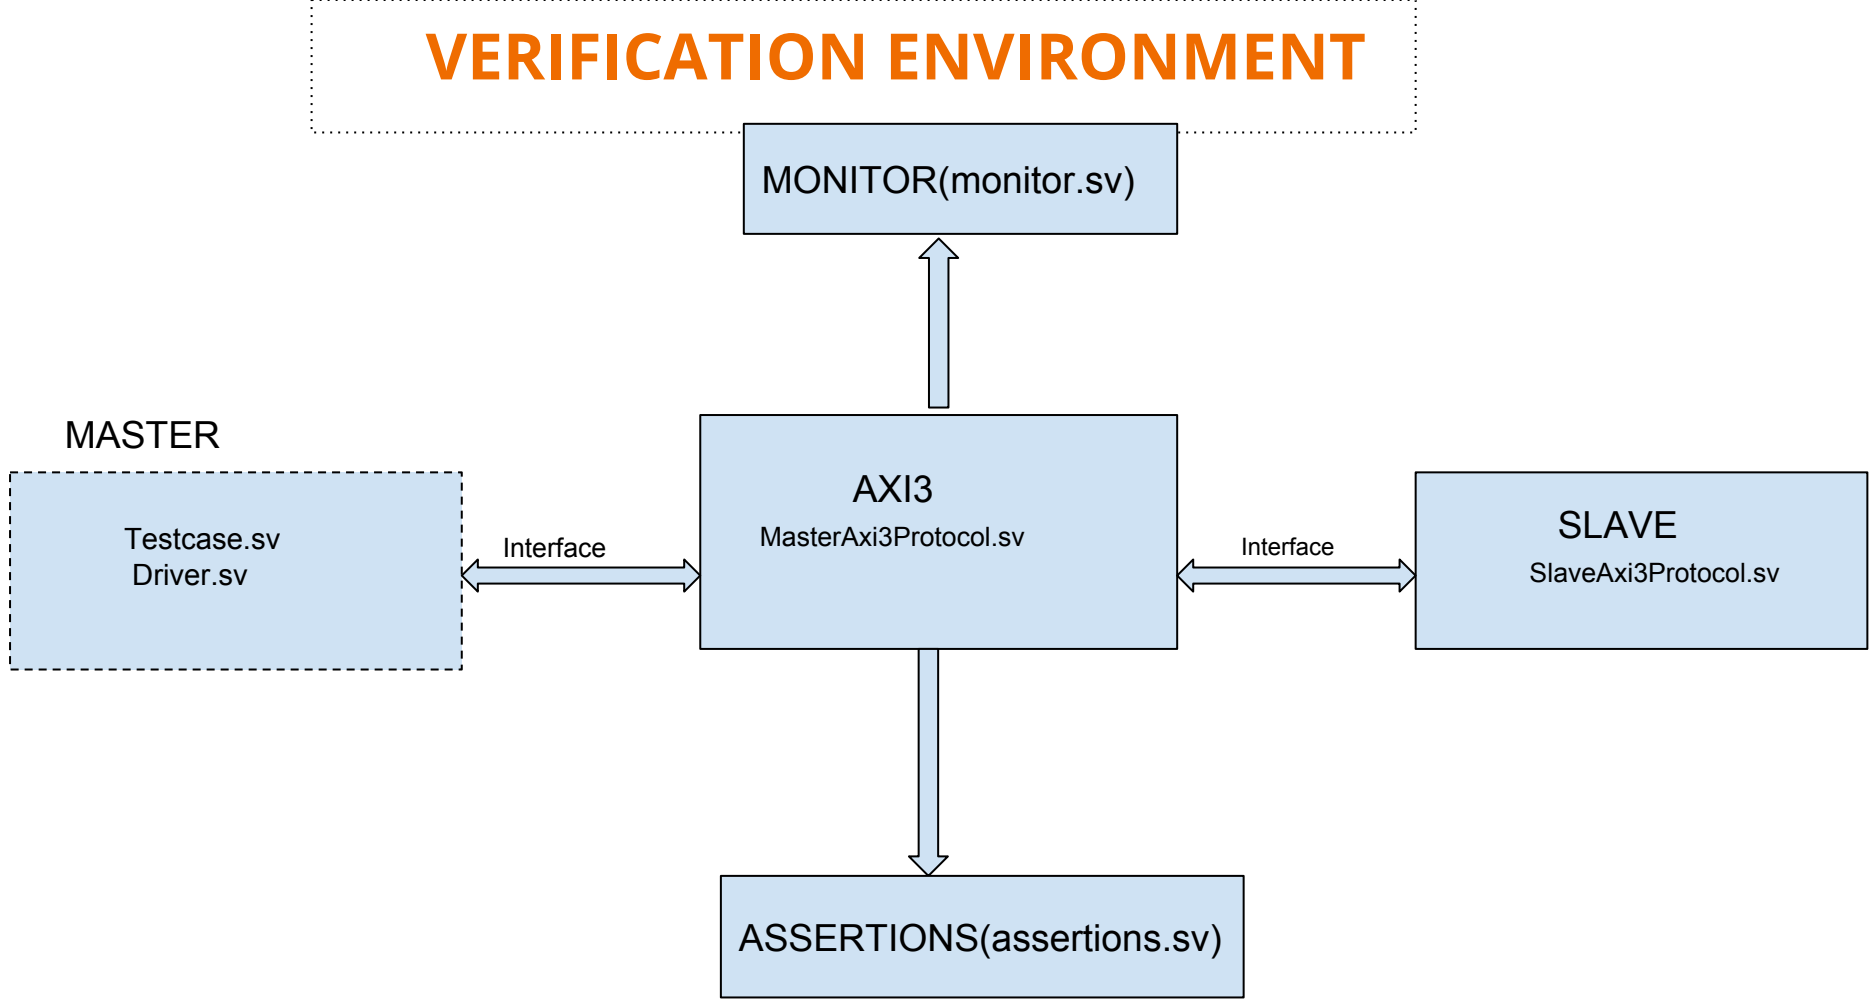 VERIFICATION ENVIRONMENT
MONITOR(monitor.sv)
MASTER
Testcase.sv
Driver.sv
Interface
AXI3
MasterAxi3Protocol.sv
Interface
SLAVE
SlaveAxi3Protocol.sv
ASSERTIONS(assertions.sv)